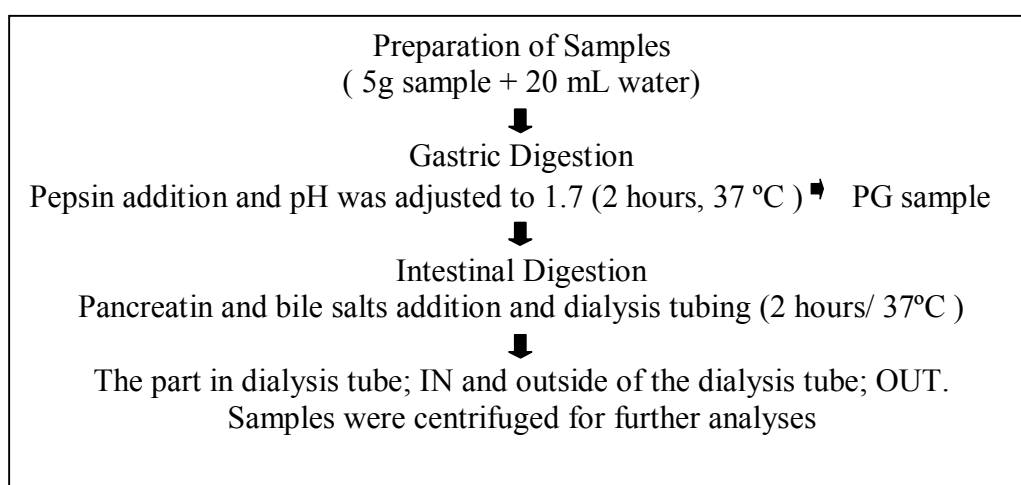 Preparation of Samples
( 5g sample + 20 mL water)
Gastric Digestion
Pepsin addition and pH was adjusted to 1.7 (2 hours, 37 ºC ) PG sample
Intestinal Digestion
Pancreatin and bile salts addition and dialysis tubing (2 hours/ 37ºC )
The part in dialysis tube; IN and outside of the dialysis tube; OUT.
Samples were centrifuged for further analyses